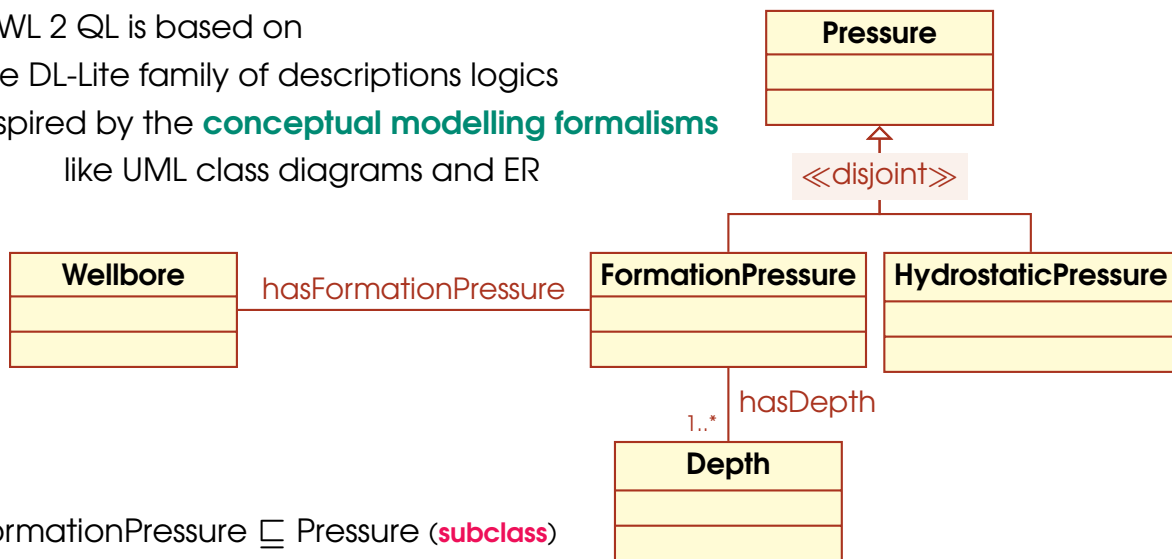 WL 2 QL is based on
e DL-Lite family of descriptions logics
spired by the conceptual modelling formalisms
like UML class diagrams and ER
Pressure
≪disjoint≫
Wellbore
hasFormationPressure
FormationPressure
HydrostaticPressure
hasDepth
1..*
Depth
ormationPressure ⊑ Pressure (subclass)